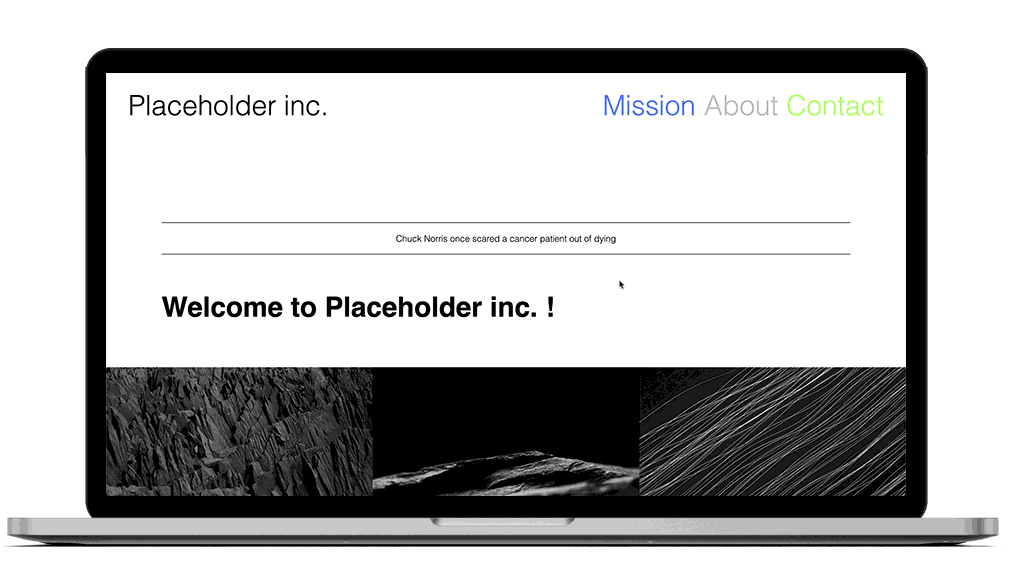 Placeholder inc.
Mission About Contact
Chuck Norris once scared a cancer patient out of dying
Welcome to Placeholder inc. !